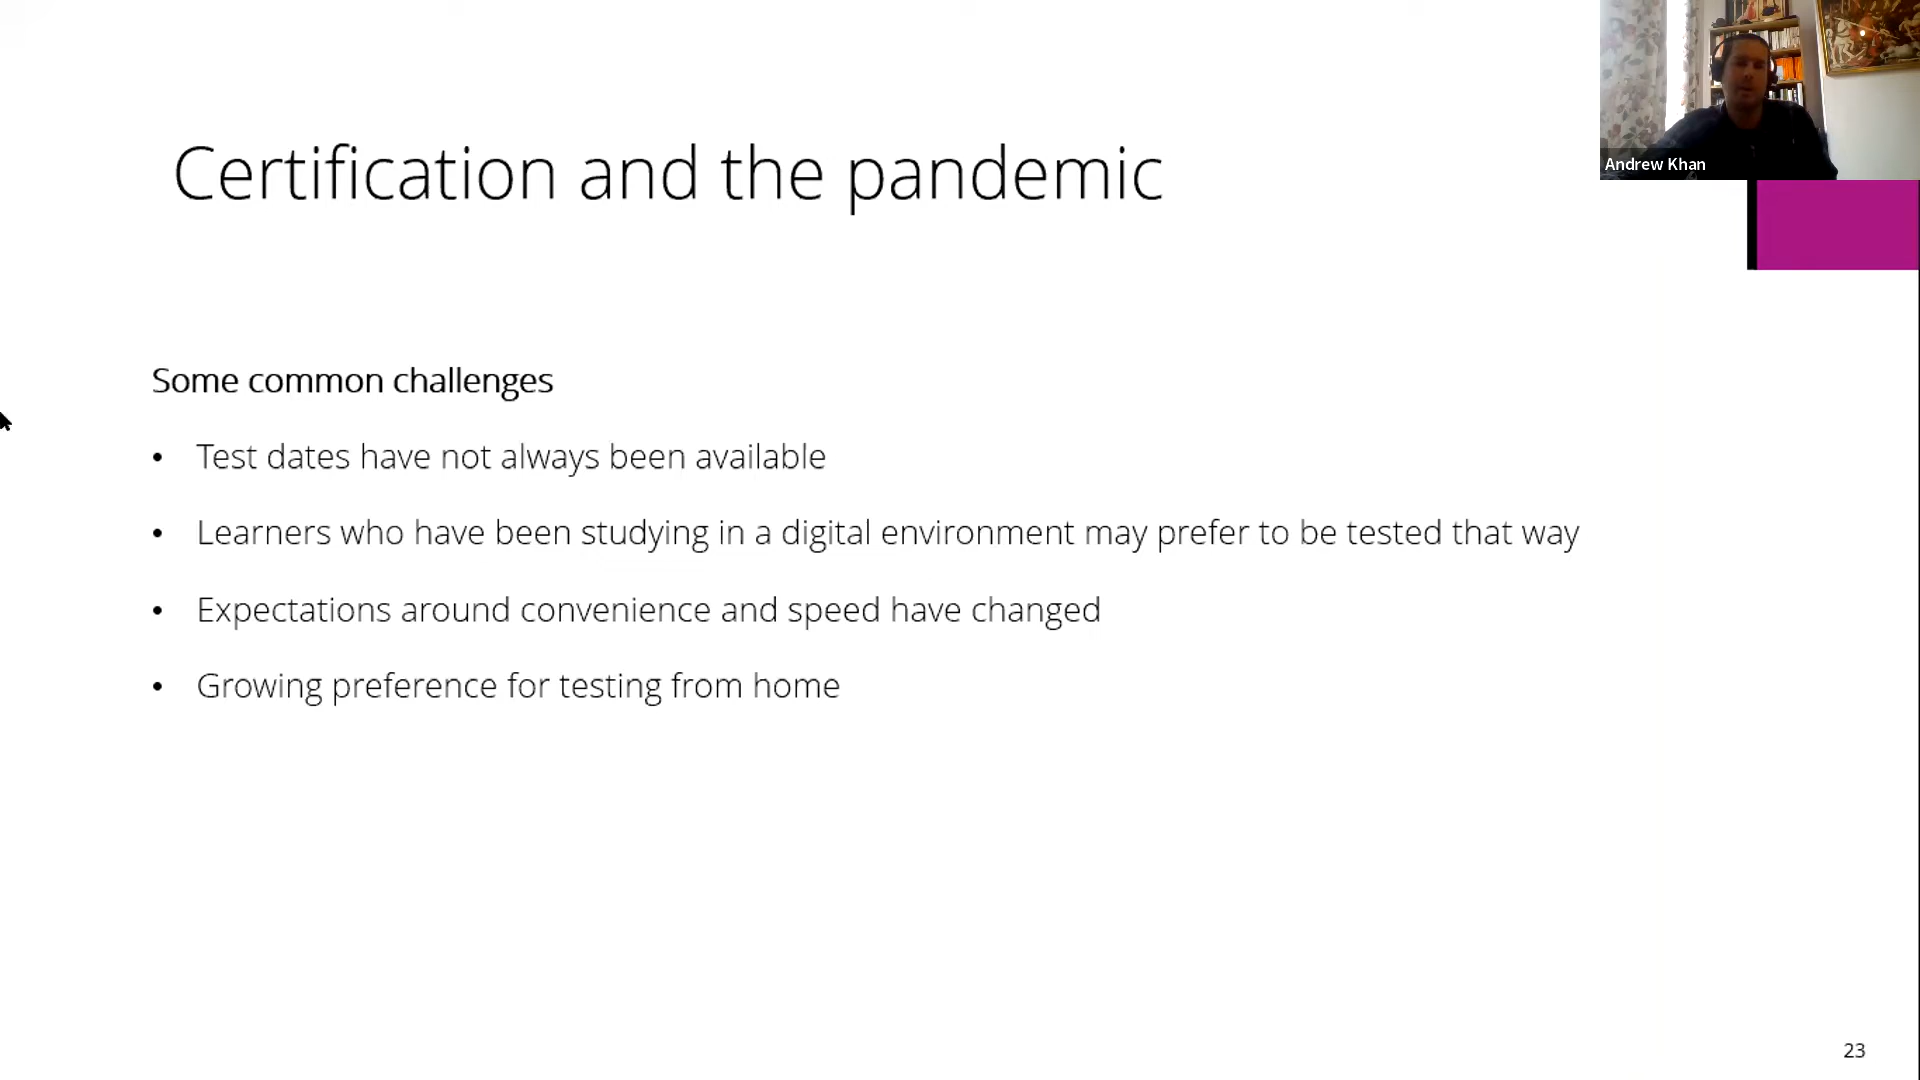 Andrew Khan
Certification and the pandemic
Some common challenges
• Test dates have not always been available
• Learners who have been studying in a digital environment may prefer to be tested that way
• Expectations around convenience and speed have changed
• Growing preference for testing from home
23